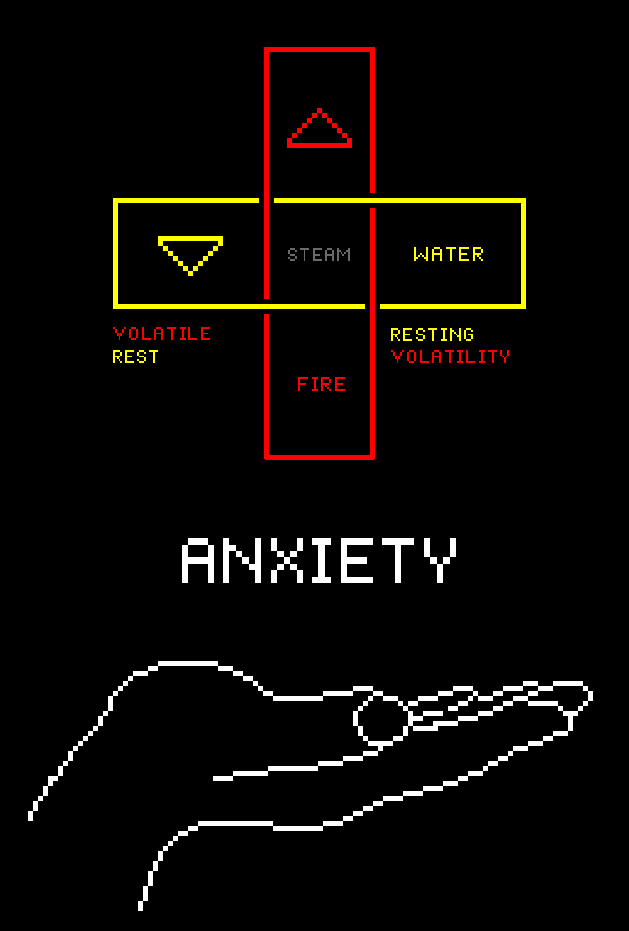 STEAM
WATER
VOLATILE
REST
RESTING
VOLATILITY
FIRE
ANXIETY